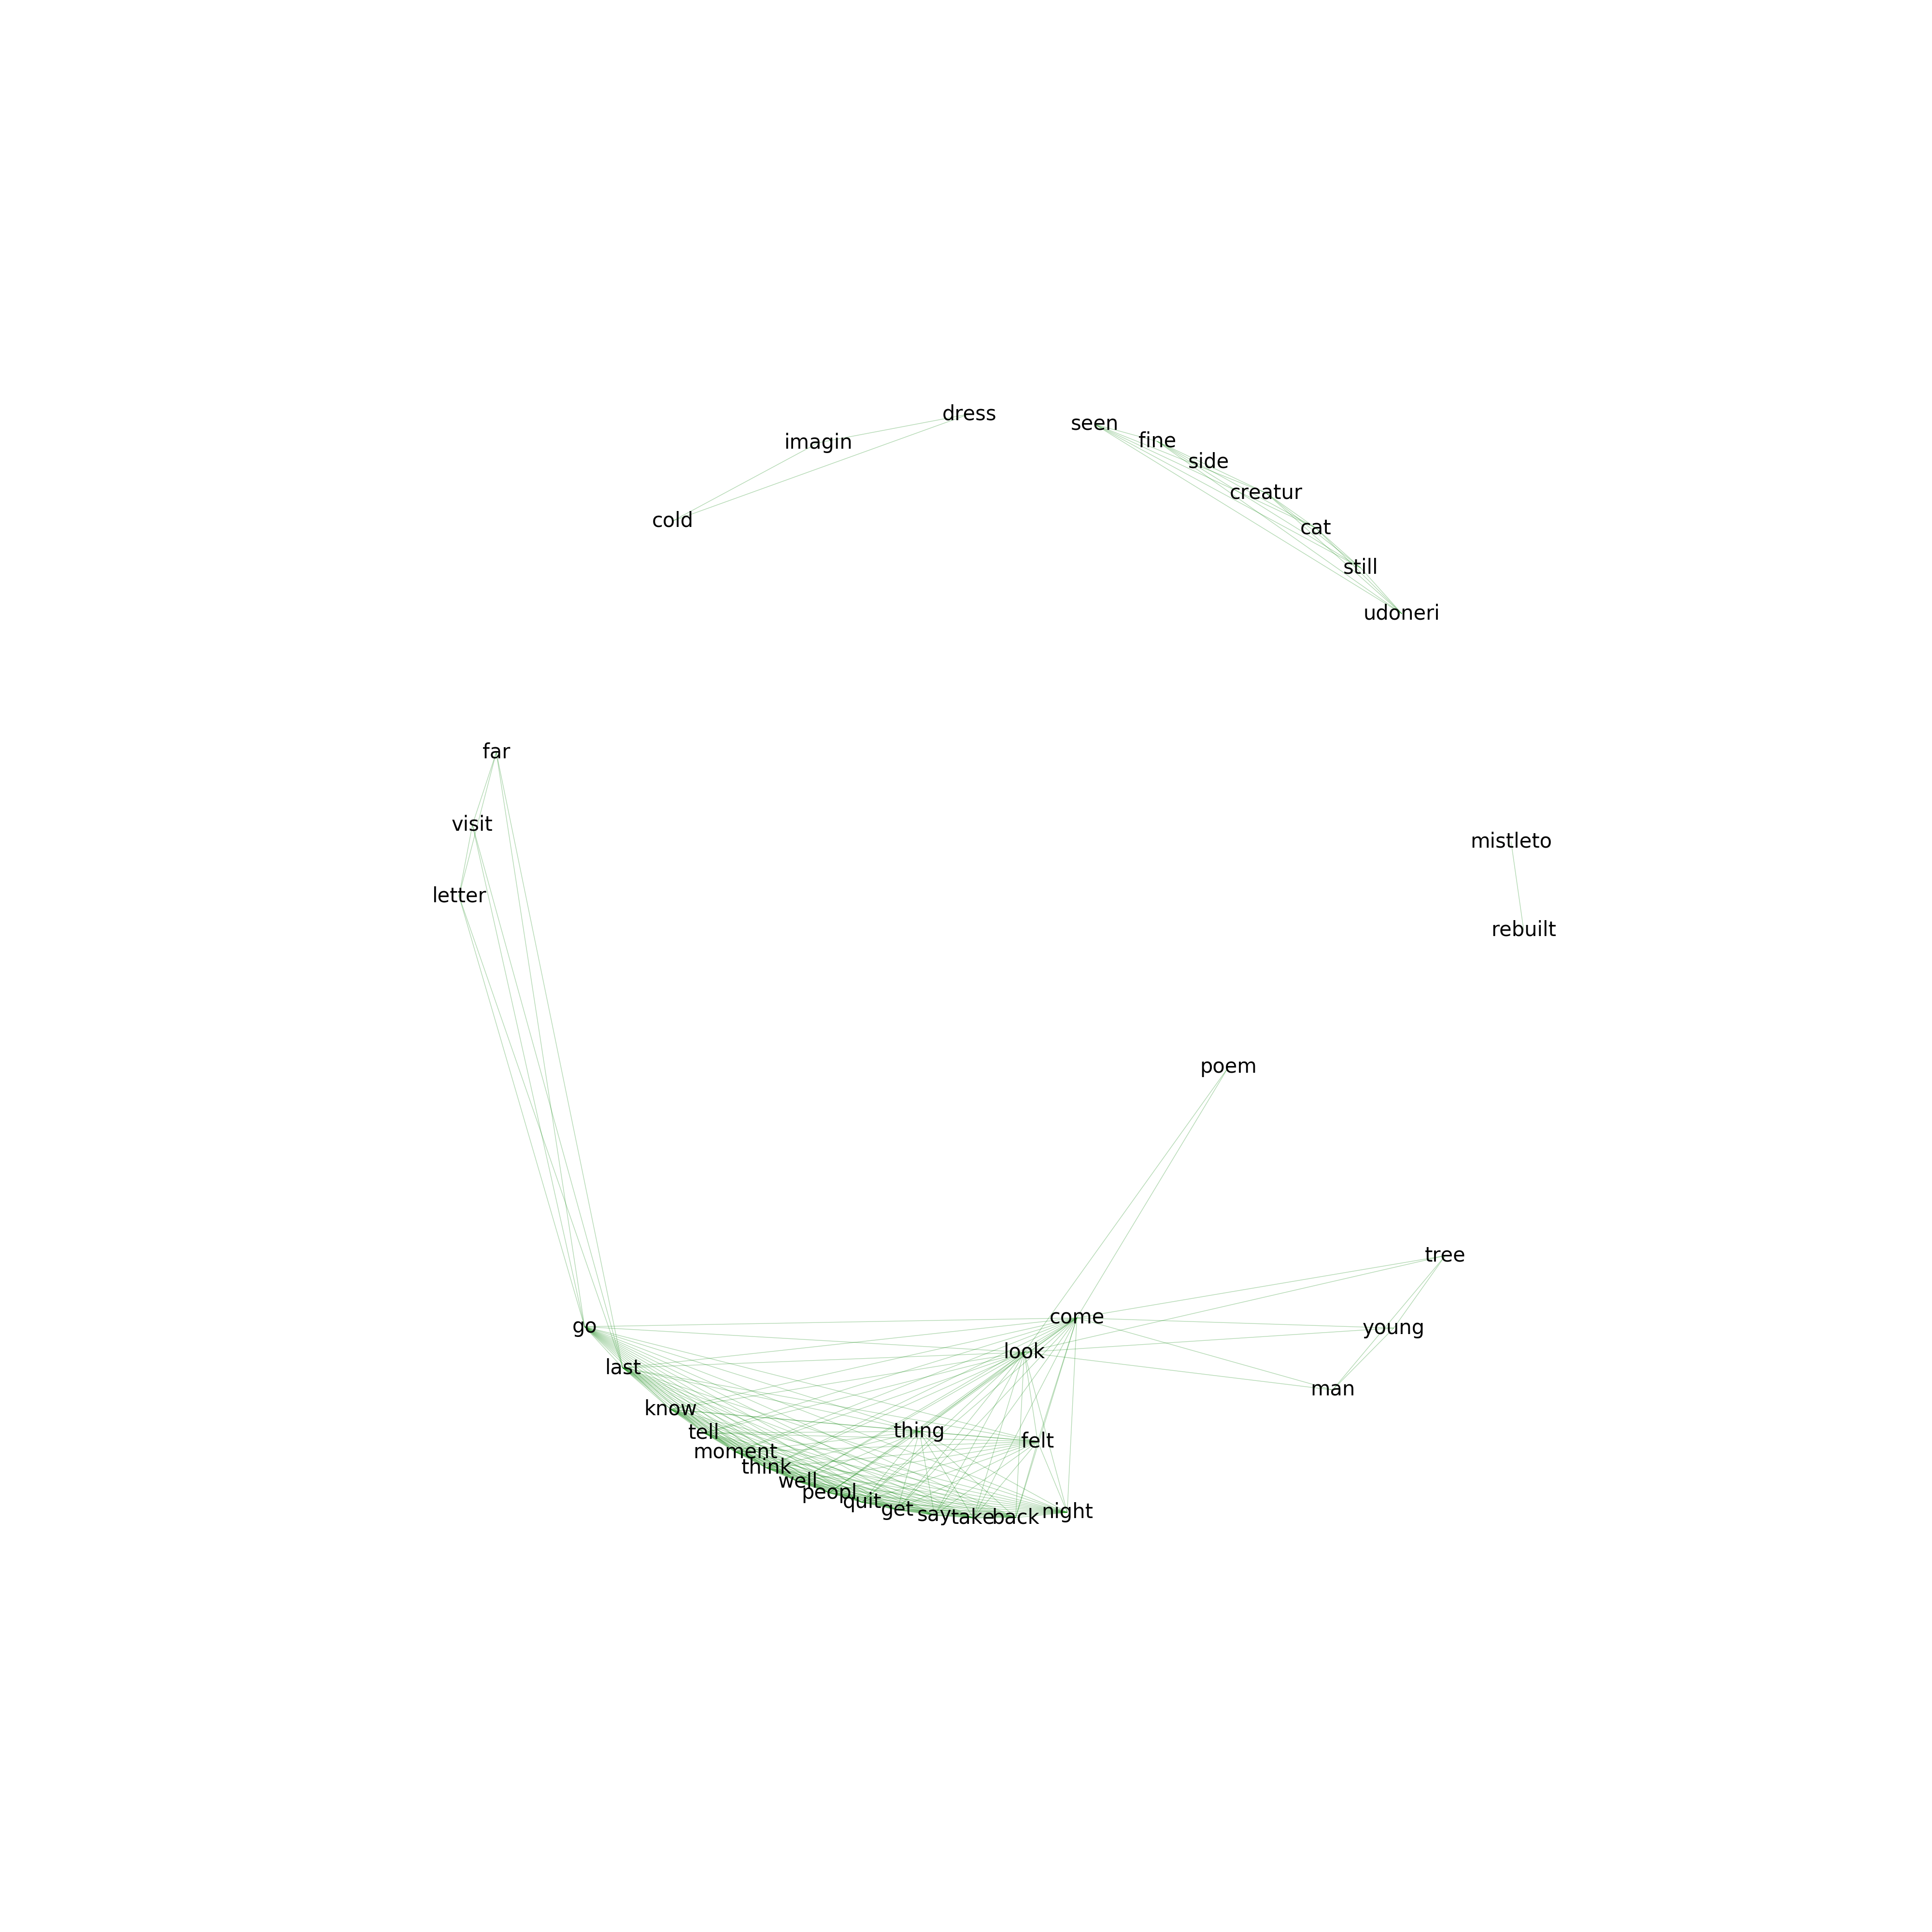 dress
seen
imagin
fine
side
creatur
cold
cat
still
udoneri
far
visit
mistleto
letter
rebuilt
poem
tree
come
go
young
look
last
man
know
thing
tell
felt
moment
think
well
peopl
quit
get
say
take
back
night